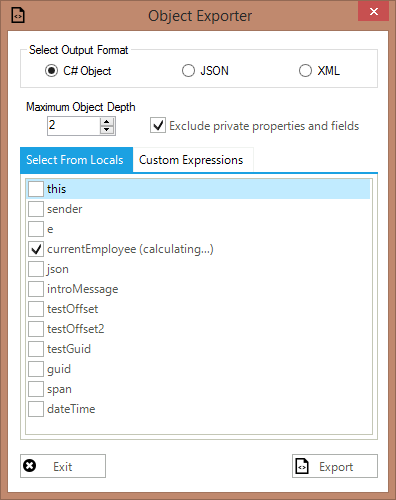 Object Exporter
Select Output Format
C# Object JSON XML
Maximum Object Depth
2 Exclude private properties and fields
Select From Locals Custom Expressions
this
sender
e
currentEmployee (calculating...)
json
introMessage
testOffset
testOffset2
testGuid
guid
span
dateTime
Exit Export